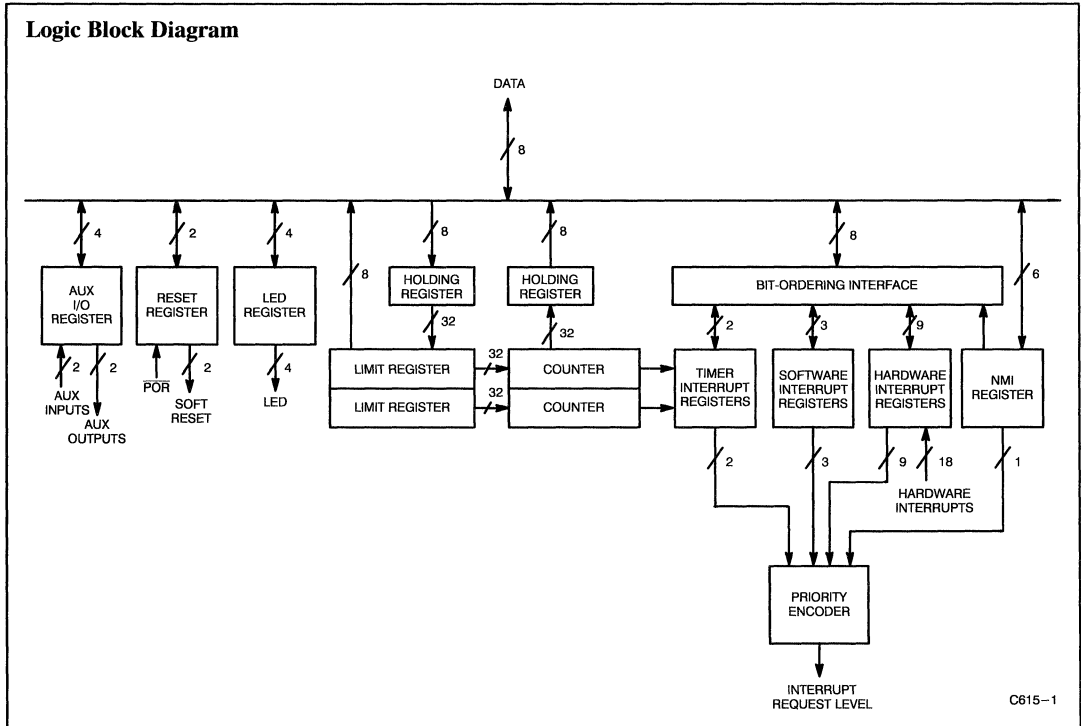 Logic Block Diagram
DATA
8
4
2
4
8
8
8
8
6
AUX
I/O
REGISTER
RESET
REGISTER
LED
REGISTER
HOLDING
REGISTER
HOLDING
REGISTER
BIT-ORDERING INTERFACE
32
32
2
3
9
2
2
POR
2
4
LIMIT REGISTER
32
COUNTER
LIMIT REGISTER
32
COUNTER
TIMER
INTERRUPT
REGISTERS
SOFTWARE
INTERRUPT
REGISTERS
HARDWARE
INTERRUPT
REGISTERS
NMI
REGISTER
AUX
INPUTS
AUX
OUTPUTS
SOFT
RESET
LED
2
3
9
18
1
HARDWARE
INTERRUPTS
PRIORITY
ENCODER
INTERRUPT
REQUEST LEVEL
C615-1